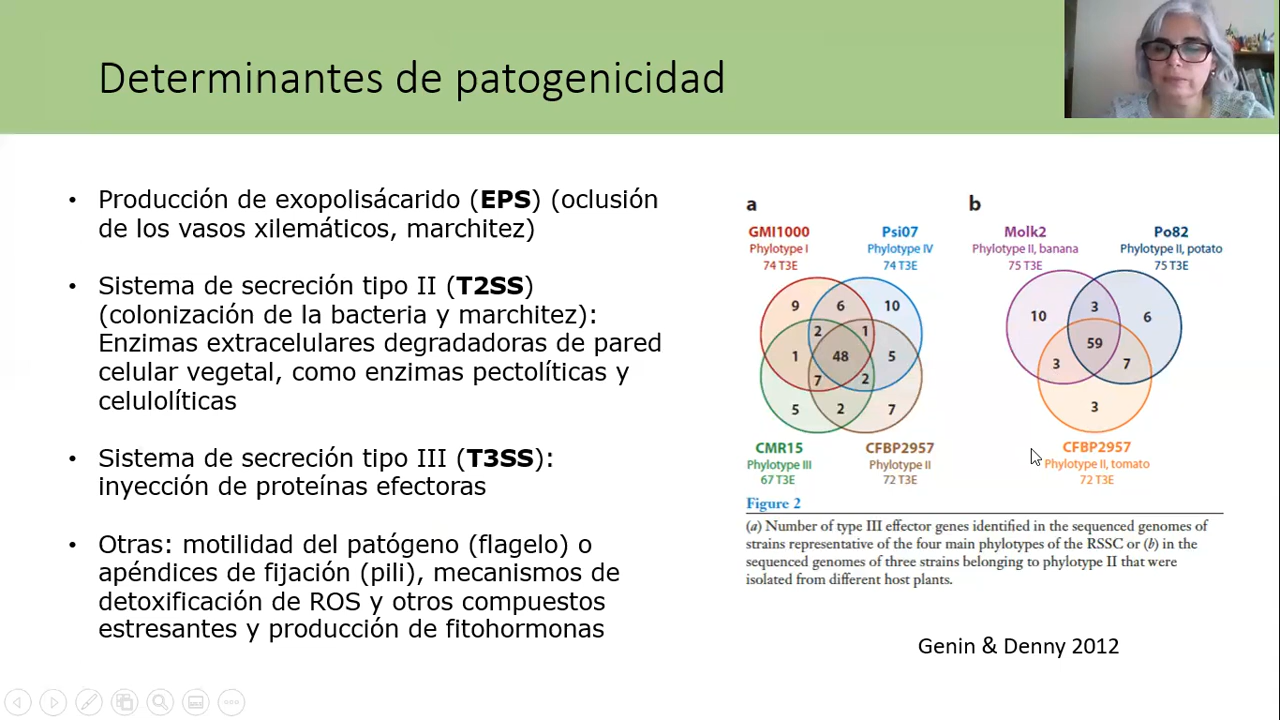 Determinantes de patogenicidad
• Producción de exopolisácarido (EPS) (oclusión
de los vasos xilemáticos, marchitez)
• Sistema de secreción tipo II (T2SS)
(colonización de la bacteria y marchitez):
Enzimas extracelulares degradadoras de pared
celular vegetal, como enzimas pectolíticas y
celulolíticas
• Sistema de secreción tipo III (T3SS):
inyección de proteínas efectoras
• Otras: motilidad del patógeno (flagelo) o
apéndices de fijación (pili), mecanismos de
detoxificación de ROS y otros compuestos
estresantes y producción de fitohormonas
a
GMI1000
Phylotype I
74 T3E
Psi07
Phylotype IV
74 T3E
9
6
10
2
1
1
48
5
7
2
5
2
7
CMR15
Phylotype III
67 T3E
CFBP2957
Phylotype II
72 T3E
b
Molk2
Phylotype II, banana
75 T3E
Po82
Phylotype II, potato
75 T3E
10
3
6
59
3
7
3
CFBP2957
Phylotype II, tomato
72 T3E
Figure 2
(a) Number of type III effector genes identified in the sequenced genomes of
strains representative of the four main phylotypes of the RSSC or (b) in the
sequenced genomes of three strains belonging to phylotype II that were
isolated from different host plants.
Genin & Denny 2012